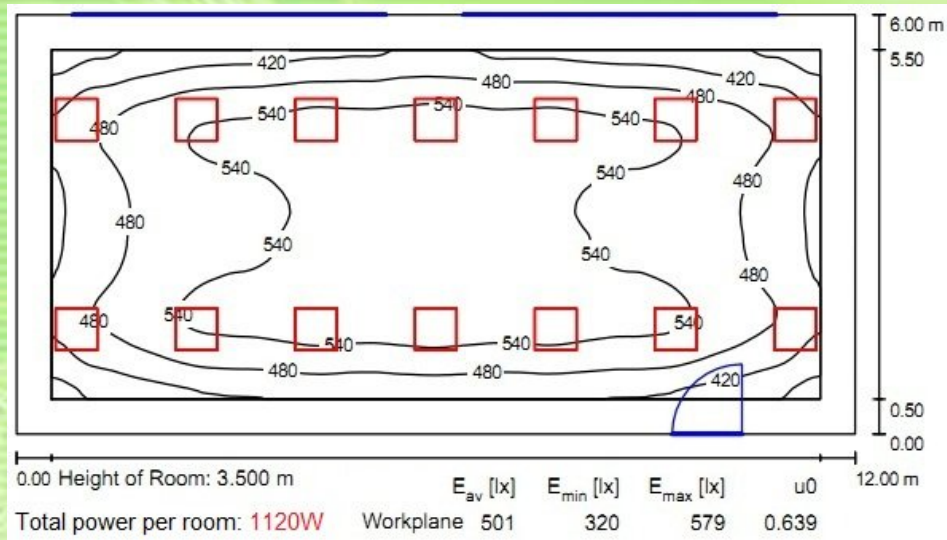 6.00 m
420 480 420 5.50
480 540 540 540 480
540 540 480
480 540 540 480
480 540 540 540 540
480 480 420
0.50
0.00
0.00 Height of Room: 3.500 m 12.00 m
Eav [lx] Emin [lx] Emax [lx] u0
Total power per room: 1120W Workplane 501 320 579 0.639